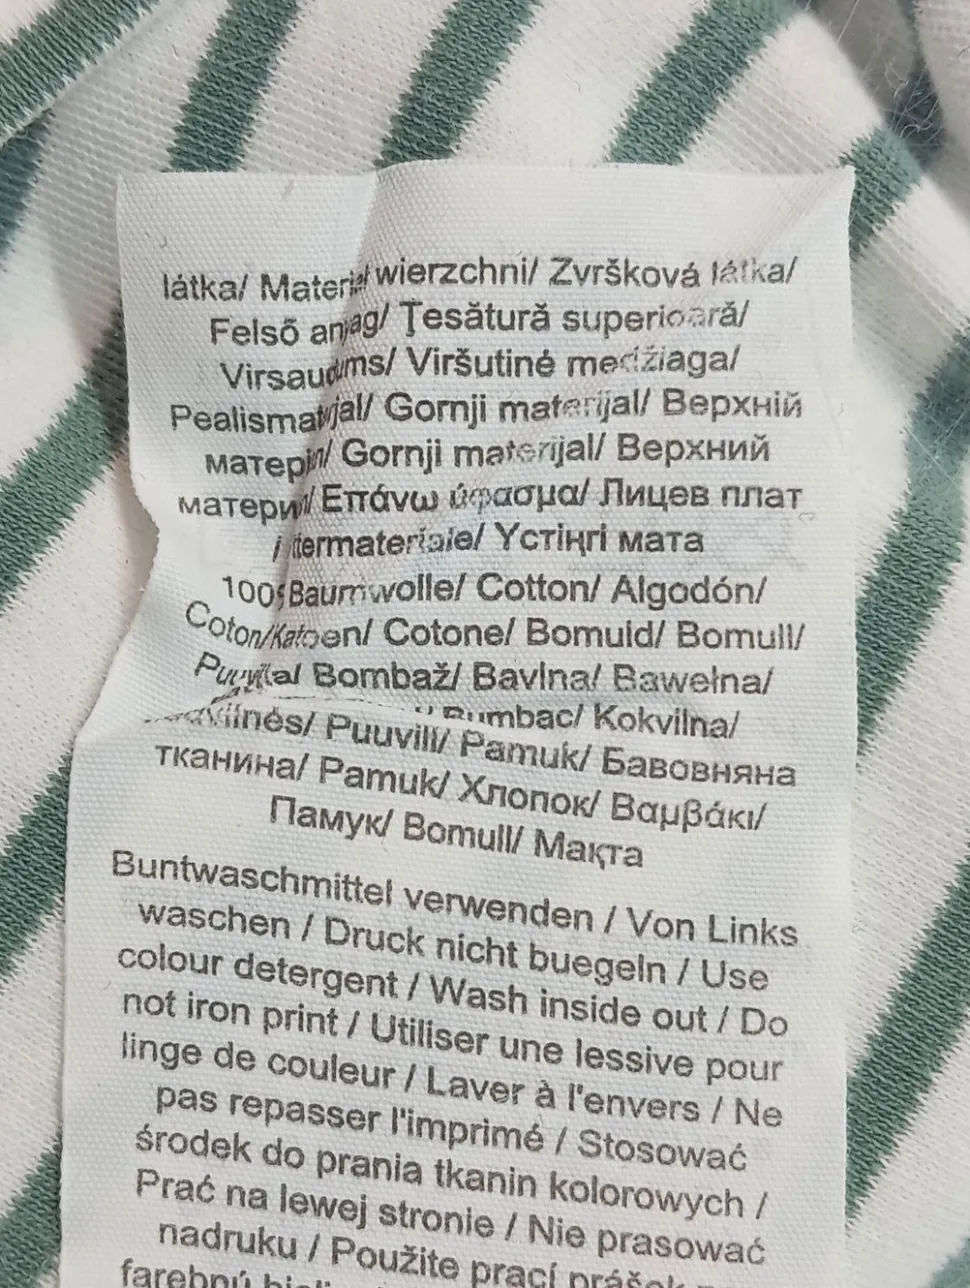 látka/ Materiał wierzchni/ Zvršková látka/
Felső anyag/ Ţesătură superioară/
Virsaudums/ Viršutinė medžiaga/
Pealismaterjal/ Gornji materijal/ Верхній
матеріал/ Gornji materijal/ Верхний
материал/ Επάνω ύφασμα/ Лицев плат
/ Yttermateriale/ Үстіңгі мата
100% Baumwolle/ Cotton/ Algodón/
Coton/Katoen/ Cotone/ Bomuld/ Bomull/
Puuvilla/ Bombaž/ Bavlna/ Bawełna/
Bumbac/ Kokvilna/
Puuvill/ Pamuk/ Бавовняна
тканина/ Pamuk/ Хлопок/ Βαμβάκι/
Памук/ Bomull/ Мақта
Buntwaschmittel verwenden / Von Links
waschen / Druck nicht buegeln / Use
colour detergent / Wash inside out / Do
not iron print / Utiliser une lessive pour
linge de couleur / Laver à l'envers / Ne
pas repasser l'imprimé / Stosować
środek do prania tkanin kolorowych /
Prać na lewej stronie / Nie prasować
nadruku / Použite prací prášok
farebnú